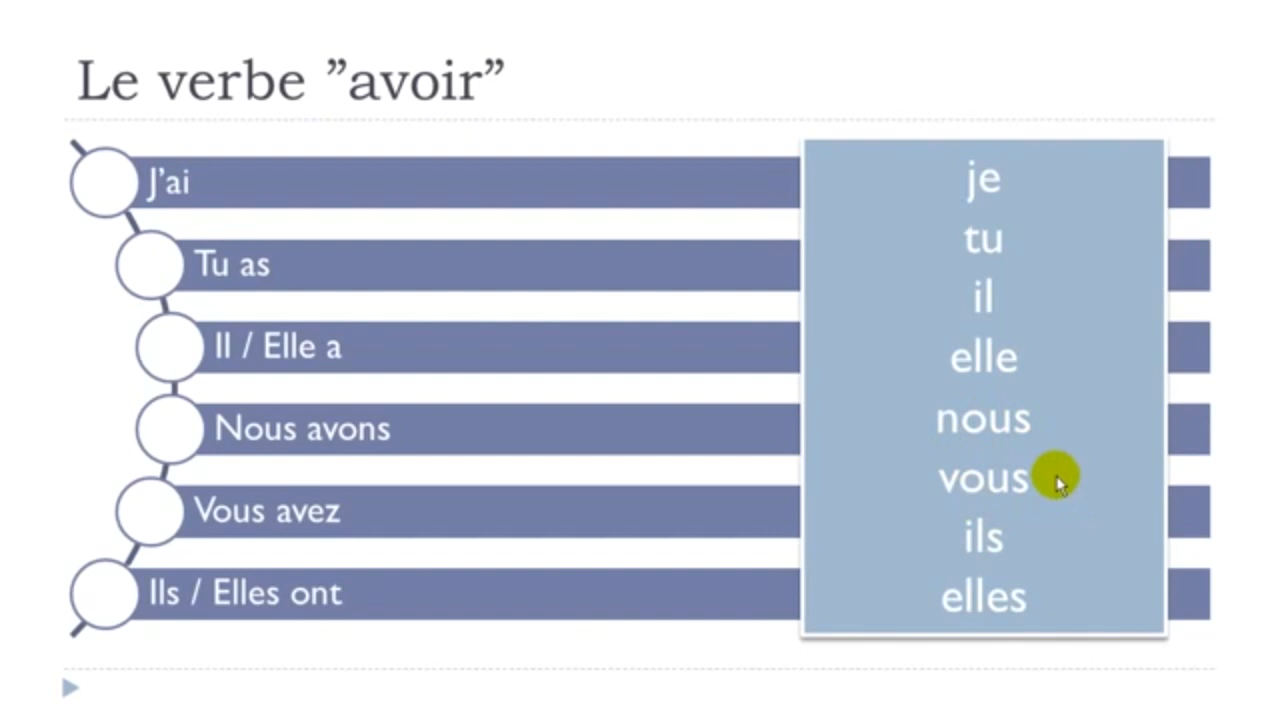 Le verbe ”avoir”
J’ai
Tu as
Il / Elle a
Nous avons
Vous avez
Ils / Elles ont
je
tu
il
elle
nous
vous
ils
elles